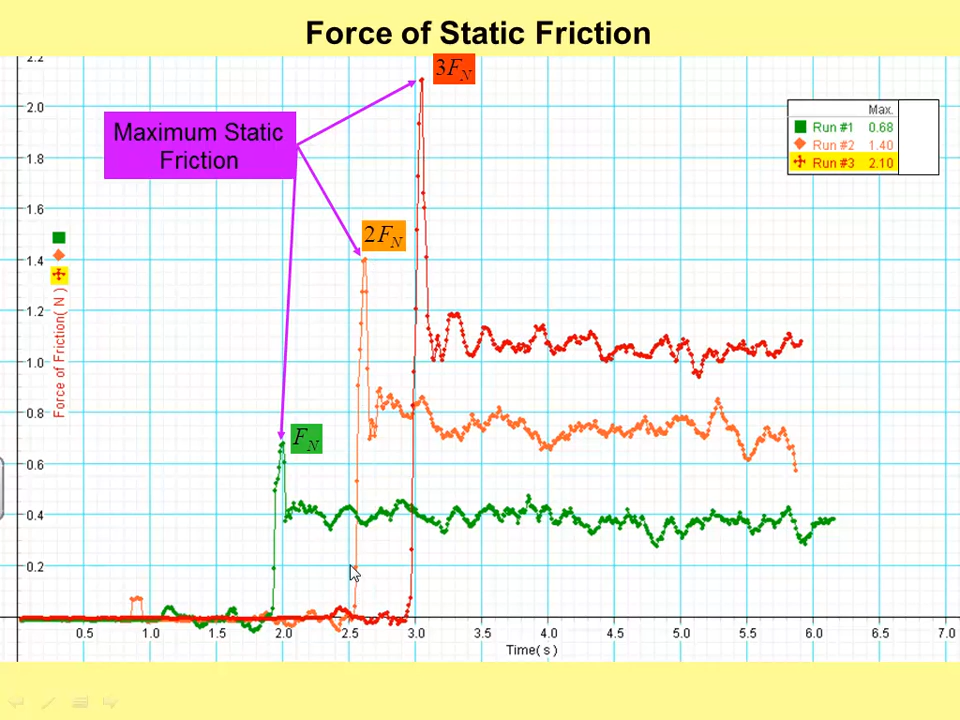 Force of Static Friction
2.2
3F_N
2.0
Maximum Static
Friction
Max.
Run #1 0.68
Run #2 1.40
Run #3 2.10
1.8
1.6
2F_N
1.4
1.2
1.0
0.8
F_N
0.6
0.4
0.2
Force of Friction( N )
0.5 1.0 1.5 2.0 2.5 3.0 3.5 4.0 4.5 5.0 5.5 6.0 6.5 7.0
Time( s )